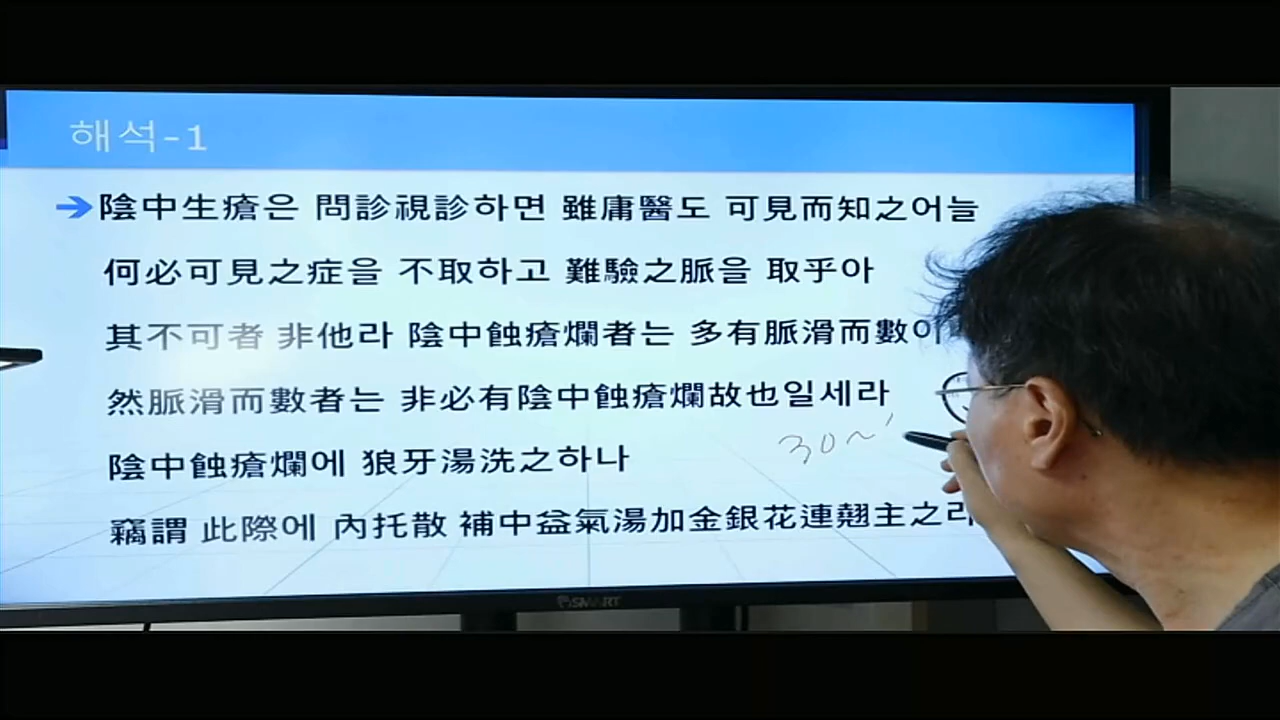 해석-1
陰中生瘡은 問診視診하면 雖庸醫도 可見而知之어늘
何必可見之症을 不取하고 難驗之脈을 取乎아
其不可者 非他라 陰中蝕瘡爛者는 多有脈滑而數이
然脈滑而數者는 非必有陰中蝕瘡爛故也일세라
30~
陰中蝕瘡爛에 狼牙湯洗之하나
竊謂 此際에 內托散 補中益氣湯加金銀花連翹主之라
SMART